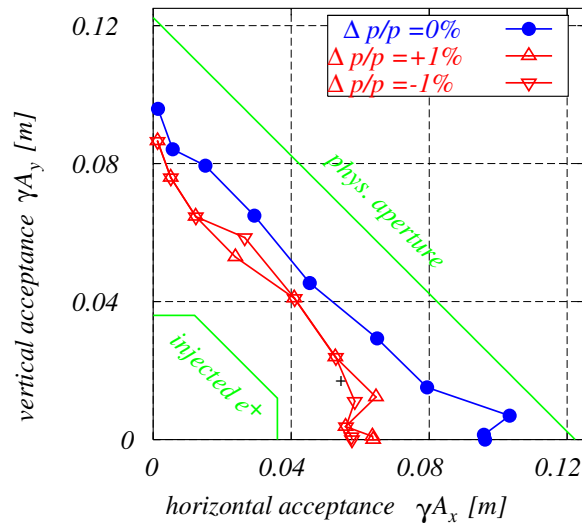 0.12
0.08
0.04
0
vertical acceptance γA_y [m]
Δ p/p =0%
Δ p/p =+1%
Δ p/p =-1%
phys. aperture
injected e+
0 0.04 0.08 0.12
horizontal acceptance γA_x [m]